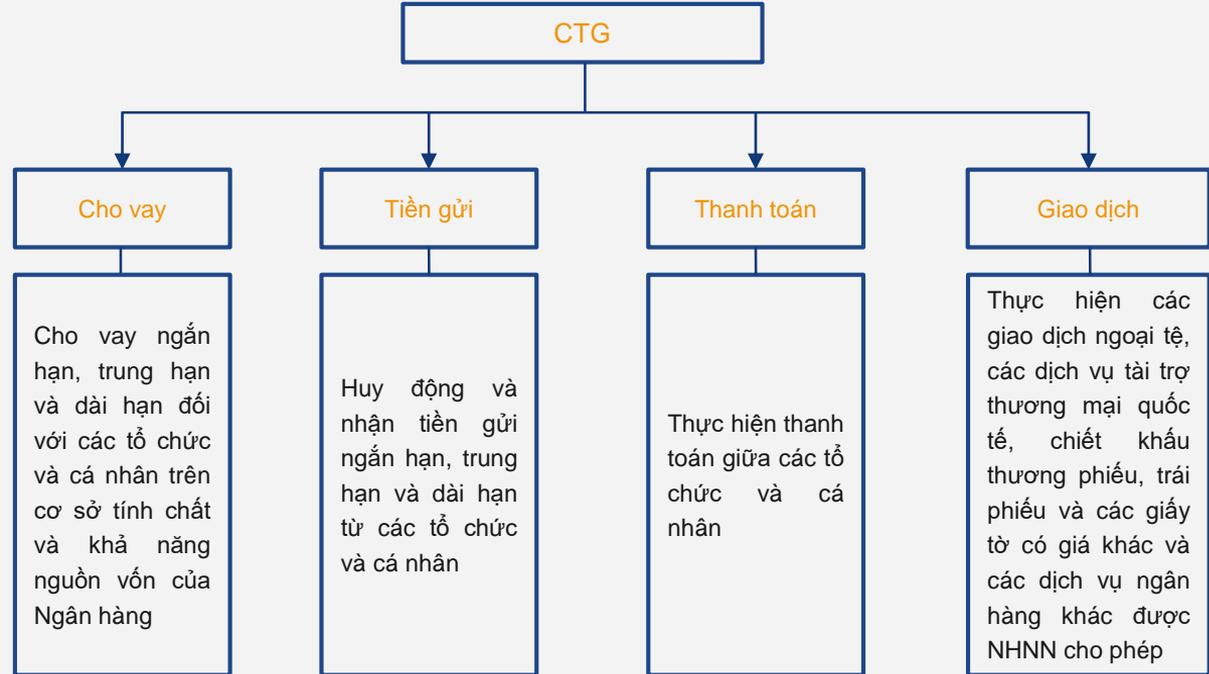 CTG
Cho vay
Tiền gửi
Thanh toán
Giao dịch
Cho vay ngắn
hạn, trung hạn
và dài hạn đối
với các tổ chức
và cá nhân trên
cơ sở tính chất
và khả năng
nguồn vốn của
Ngân hàng
Huy động và
nhận tiền gửi
ngắn hạn, trung
hạn và dài hạn
từ các tổ chức
và cá nhân
Thực hiện thanh
toán giữa các tổ
chức và cá
nhân
Thực hiện các
giao dịch ngoại tệ,
các dịch vụ tài trợ
thương mại quốc
tế, chiết khấu
thương phiếu, trái
phiếu và các giấy
tờ có giá khác và
các dịch vụ ngân
hàng khác được
NHNN cho phép